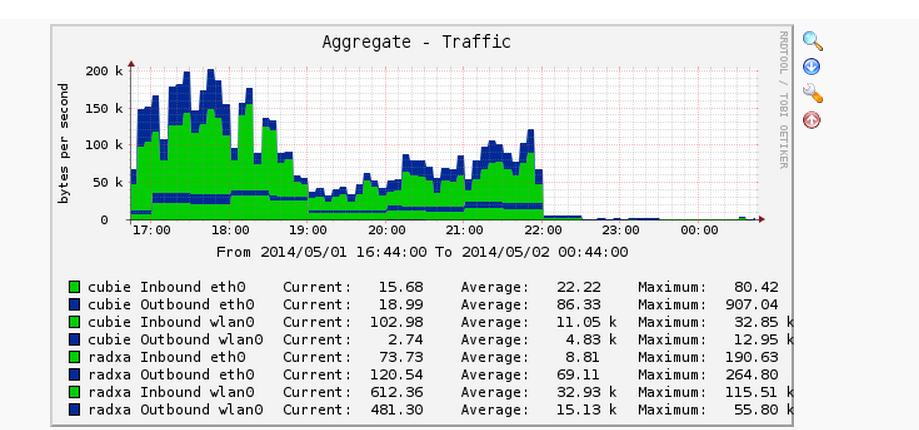 Aggregate - Traffic
RRDTOOL / TOBI OETIKER
bytes per second
200 k
150 k
100 k
50 k
0
17:00 18:00 19:00 20:00 21:00 22:00 23:00 00:00
From 2014/05/01 16:44:00 To 2014/05/02 00:44:00
cubie Inbound eth0 Current: 15.68 Average: 22.22 Maximum: 80.42
cubie Outbound eth0 Current: 18.99 Average: 86.33 Maximum: 907.04
cubie Inbound wlan0 Current: 102.98 Average: 11.05 k Maximum: 32.85 k
cubie Outbound wlan0 Current: 2.74 Average: 4.83 k Maximum: 12.95 k
radxa Inbound eth0 Current: 73.73 Average: 8.81 Maximum: 190.63
radxa Outbound eth0 Current: 120.54 Average: 69.11 Maximum: 264.80
radxa Inbound wlan0 Current: 612.36 Average: 32.93 k Maximum: 115.51 k
radxa Outbound wlan0 Current: 481.30 Average: 15.13 k Maximum: 55.80 k